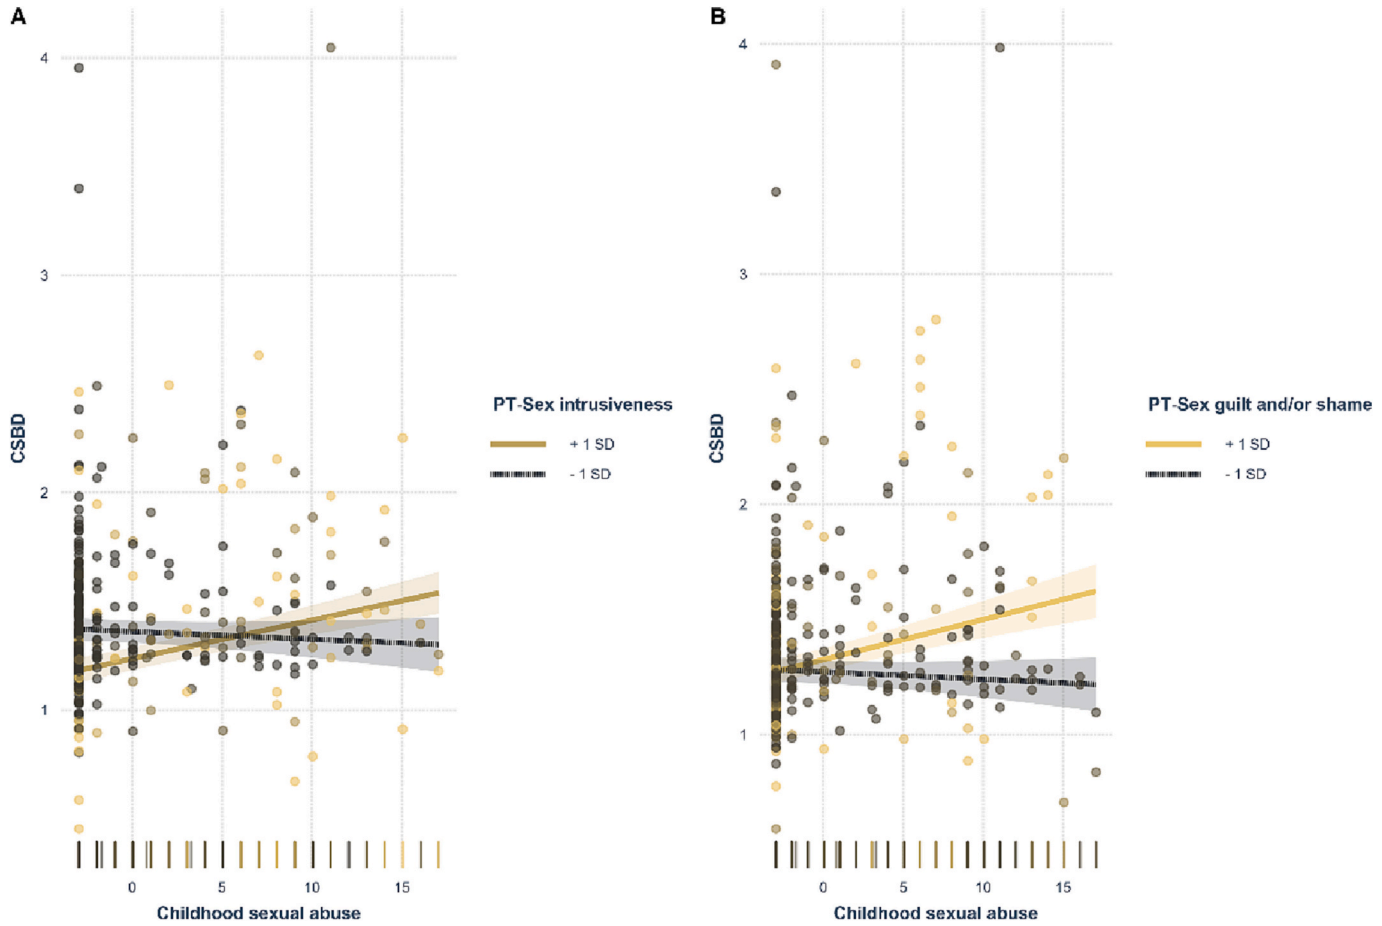 A
B
4
3
2
1
CSBD
0 5 10 15
Childhood sexual abuse
PT-Sex intrusiveness
+ 1 SD
- 1 SD
4
3
2
1
CSBD
0 5 10 15
Childhood sexual abuse
PT-Sex guilt and/or shame
+ 1 SD
- 1 SD